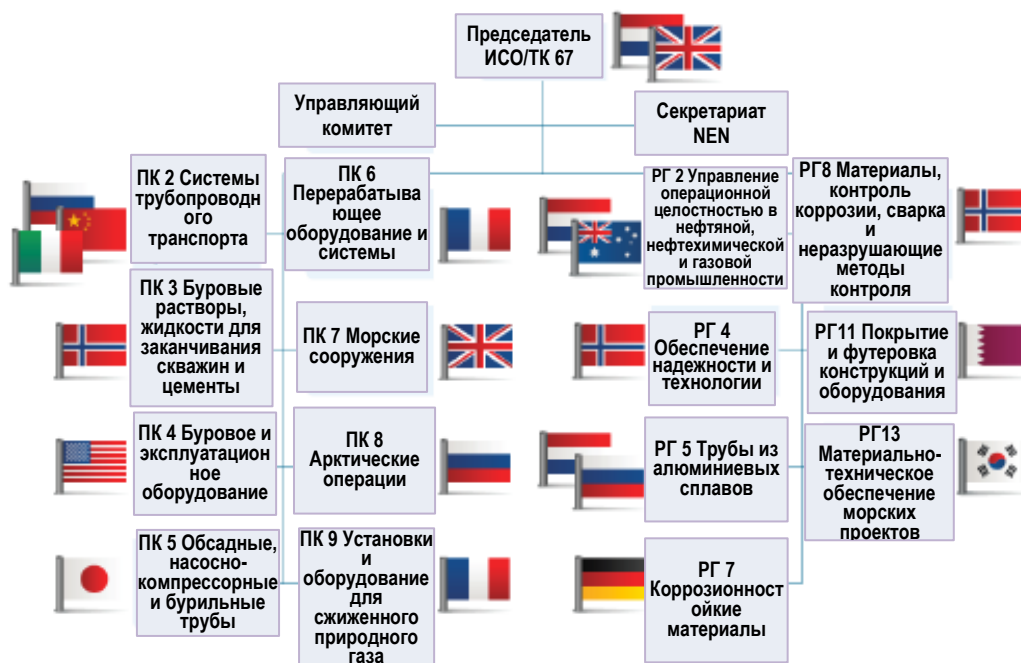 Председатель
ИСО/ТК 67
Управляющий
комитет
Секретариат
NEN
ПК 2 Системы
трубопроводн
ого
транспорта
ПК 6
Перерабатыва
ющее
оборудование и
системы
РГ 2 Управление
операционной
целостностью в
нефтяной,
нефтехимической
и газовой
промышленности
РГ8 Материалы,
контроль
коррозии, сварка
и
неразрушающие
методы
контроля
ПК 3 Буровые
растворы,
жидкости для
заканчивания
скважин и
цементы
ПК 7 Морские
сооружения
РГ 4
Обеспечение
надежности и
технологии
РГ11 Покрытие
и футеровка
конструкций и
оборудования
ПК 4 Буровое и
эксплуатацион
ное
оборудование
ПК 8
Арктические
операции
РГ 5 Трубы из
алюминиевых
сплавов
РГ13
Материально-
техническое
обеспечение
морских
проектов
ПК 5 Обсадные,
насосно-
компрессорные
и бурильные
трубы
ПК 9 Установки
и
оборудование
для
сжиженного
природного
газа
РГ 7
Коррозионност
ойкие
материалы